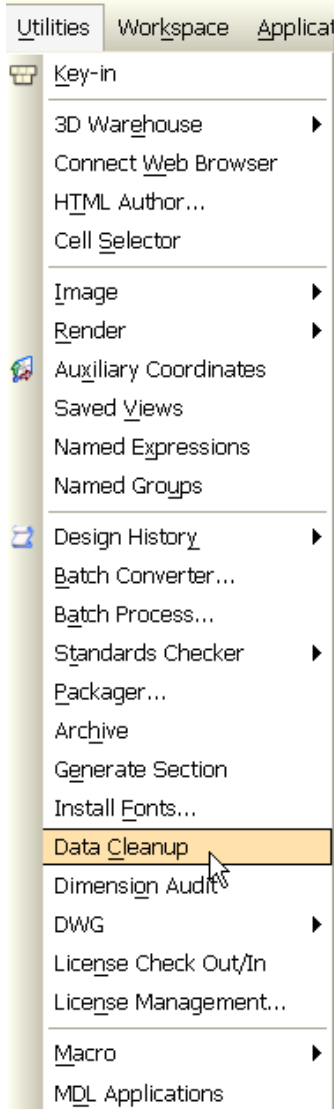 Utilities Workspace Applicat
Key-in
3D Warehouse
Connect Web Browser
HTML Author...
Cell Selector
Image
Render
Auxiliary Coordinates
Saved Views
Named Expressions
Named Groups
Design History
Batch Converter...
Batch Process...
Standards Checker
Packager...
Archive
Generate Section
Install Fonts...
Data Cleanup
Dimension Audit
DWG
License Check Out/In
License Management...
Macro
MDL Applications